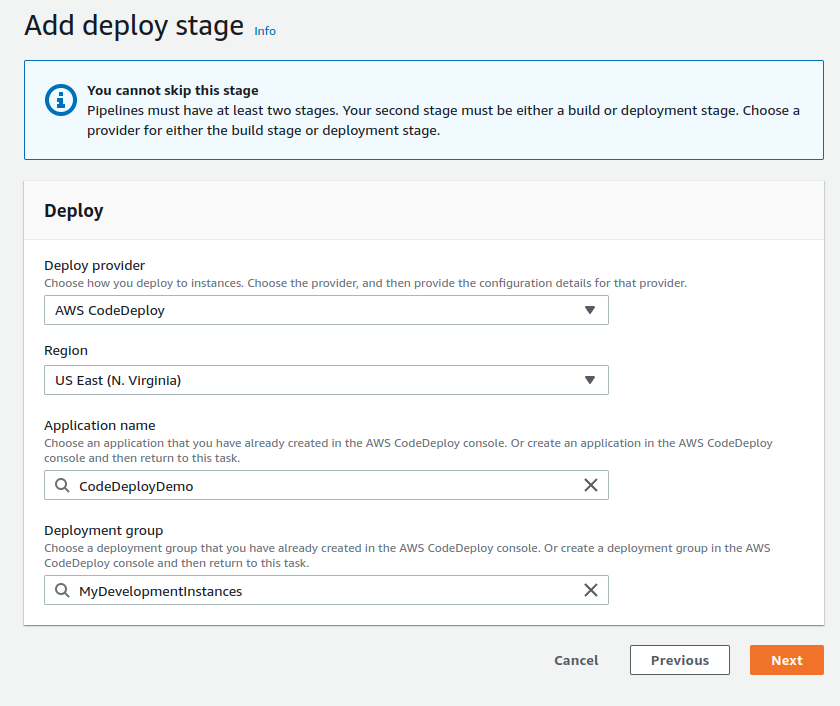 Add deploy stage Info
You cannot skip this stage
Pipelines must have at least two stages. Your second stage must be either a build or deployment stage. Choose a
provider for either the build stage or deployment stage.
Deploy
Deploy provider
Choose how you deploy to instances. Choose the provider, and then provide the configuration details for that provider.
AWS CodeDeploy
Region
US East (N. Virginia)
Application name
Choose an application that you have already created in the AWS CodeDeploy console. Or create an application in the AWS CodeDeploy
console and then return to this task.
CodeDeployDemo
Deployment group
Choose a deployment group that you have already created in the AWS CodeDeploy console. Or create a deployment group in the AWS
CodeDeploy console and then return to this task.
MyDevelopmentInstances
Cancel Previous Next